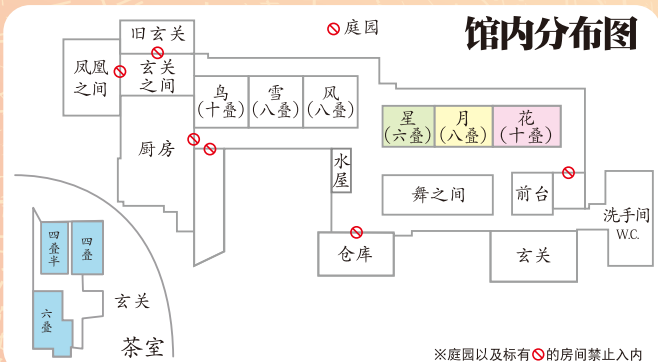 馆内分布图
庭园
旧玄关
凤凰
之间
玄关
之间
鸟
(十叠)
雪
(八叠)
风
(八叠)
星
(六叠)
月
(八叠)
花
(十叠)
厨房
水
屋
舞之间
前台
洗手间
W.C.
仓库
玄关
四
叠
半
四
叠
六
叠
玄关
茶室
※庭园以及标有🚫的房间禁止入内